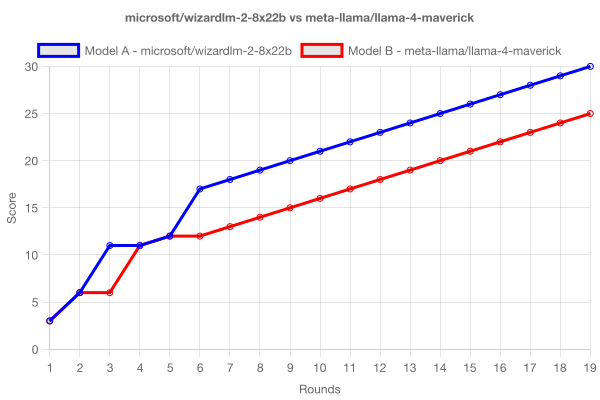 microsoft/wizardlm-2-8x22b vs meta-llama/llama-4-maverick
Model A - microsoft/wizardlm-2-8x22b Model B - meta-llama/llama-4-maverick
30
25
20
15
10
5
0
Score
1 2 3 4 5 6 7 8 9 10 11 12 13 14 15 16 17 18 19
Rounds